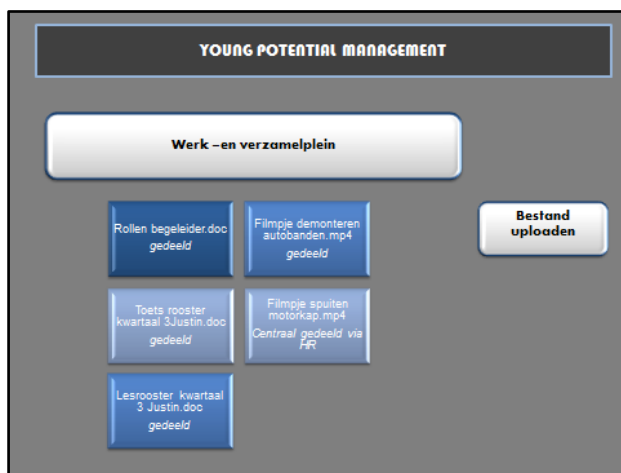 YOUNG POTENTIAL MANAGEMENT
Werk –en verzamelplein
Rollen begeleider.doc
gedeeld
Filmpje demonteren
autobanden.mp4
gedeeld
Bestand
uploaden
Toets rooster
kwartaal 3Justin.doc
gedeeld
Filmpje spuiten
motorkap.mp4
Centraal gedeeld via
HR
Lesrooster kwartaal
3 Justin.doc
gedeeld